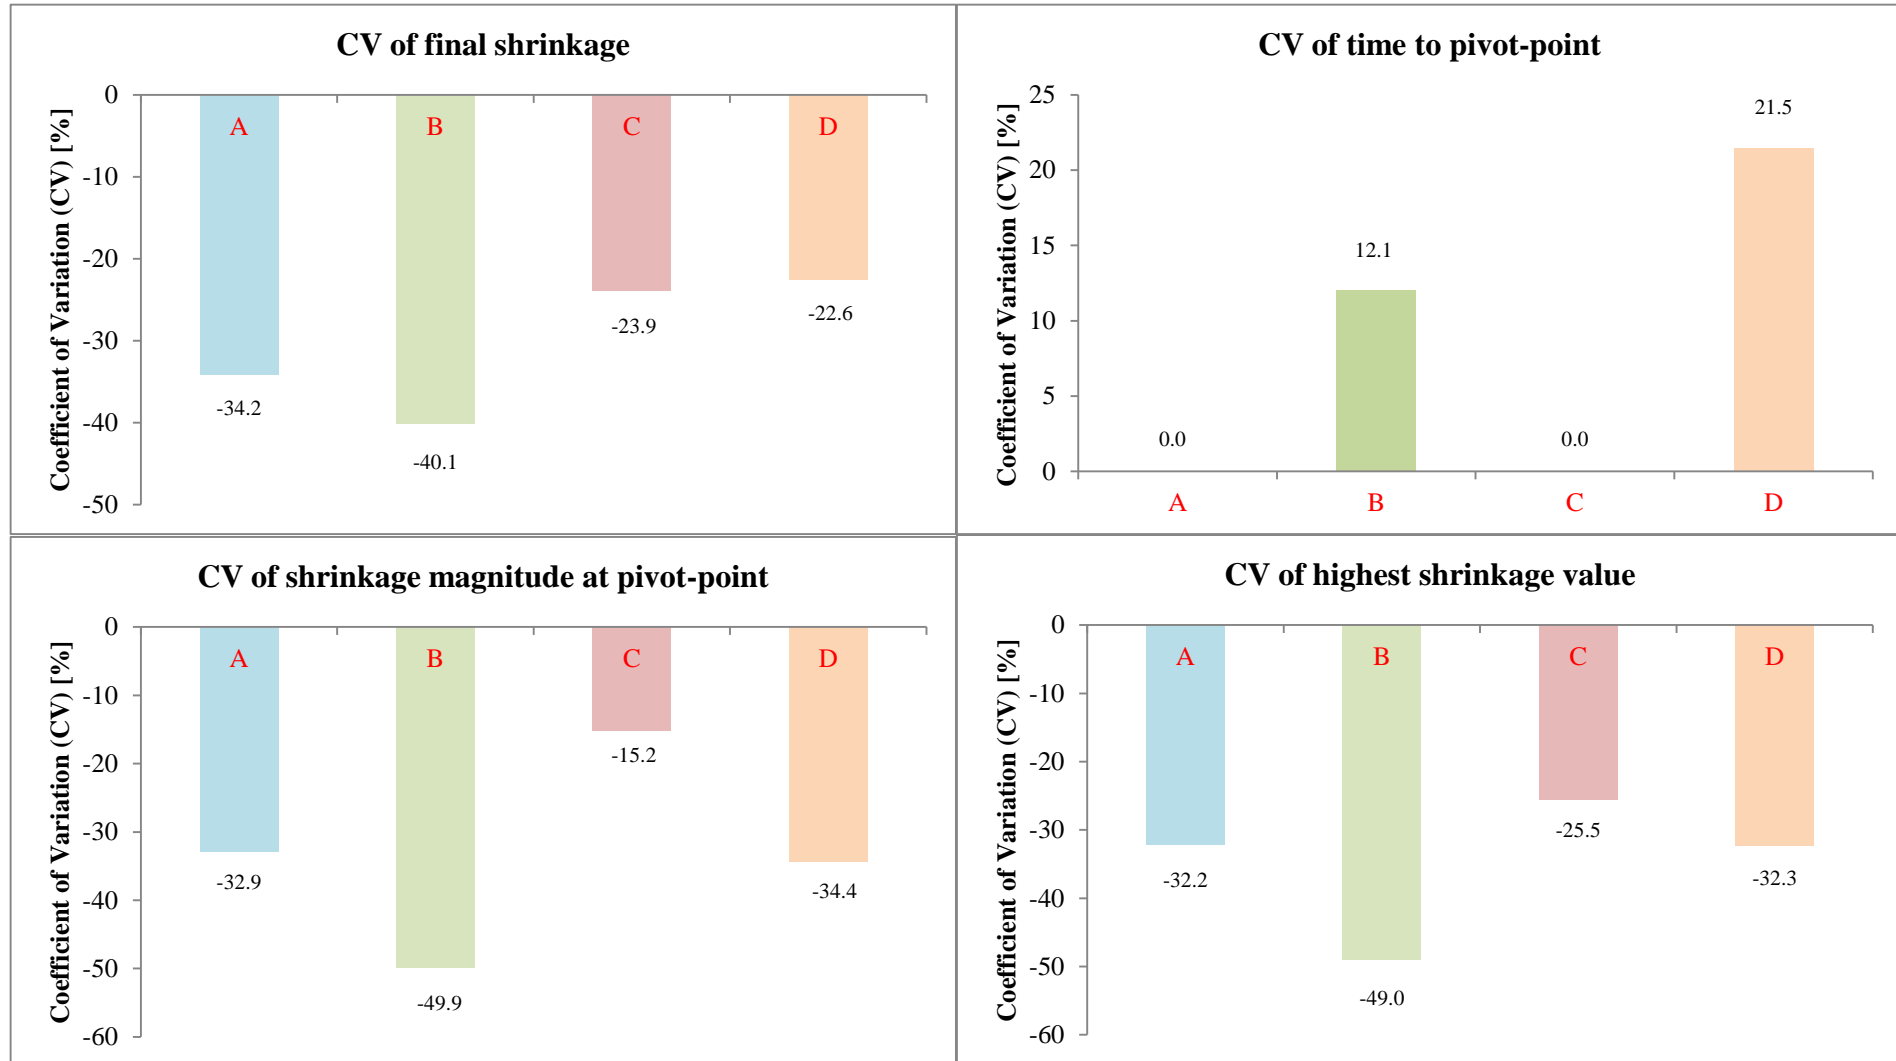 CV of final shrinkage
Coefficient of Variation (CV) [%]
0
-10
-20
-30
-40
-50
A
B
C
D
-34.2
-40.1
-23.9
-22.6
CV of time to pivot-point
Coefficient of Variation (CV) [%]
25
20
15
10
5
0
0.0
12.1
0.0
21.5
A
B
C
D
CV of shrinkage magnitude at pivot-point
Coefficient of Variation (CV) [%]
0
-10
-20
-30
-40
-50
-60
A
B
C
D
-32.9
-49.9
-15.2
-34.4
CV of highest shrinkage value
Coefficient of Variation (CV) [%]
0
-10
-20
-30
-40
-50
-60
A
B
C
D
-32.2
-49.0
-25.5
-32.3